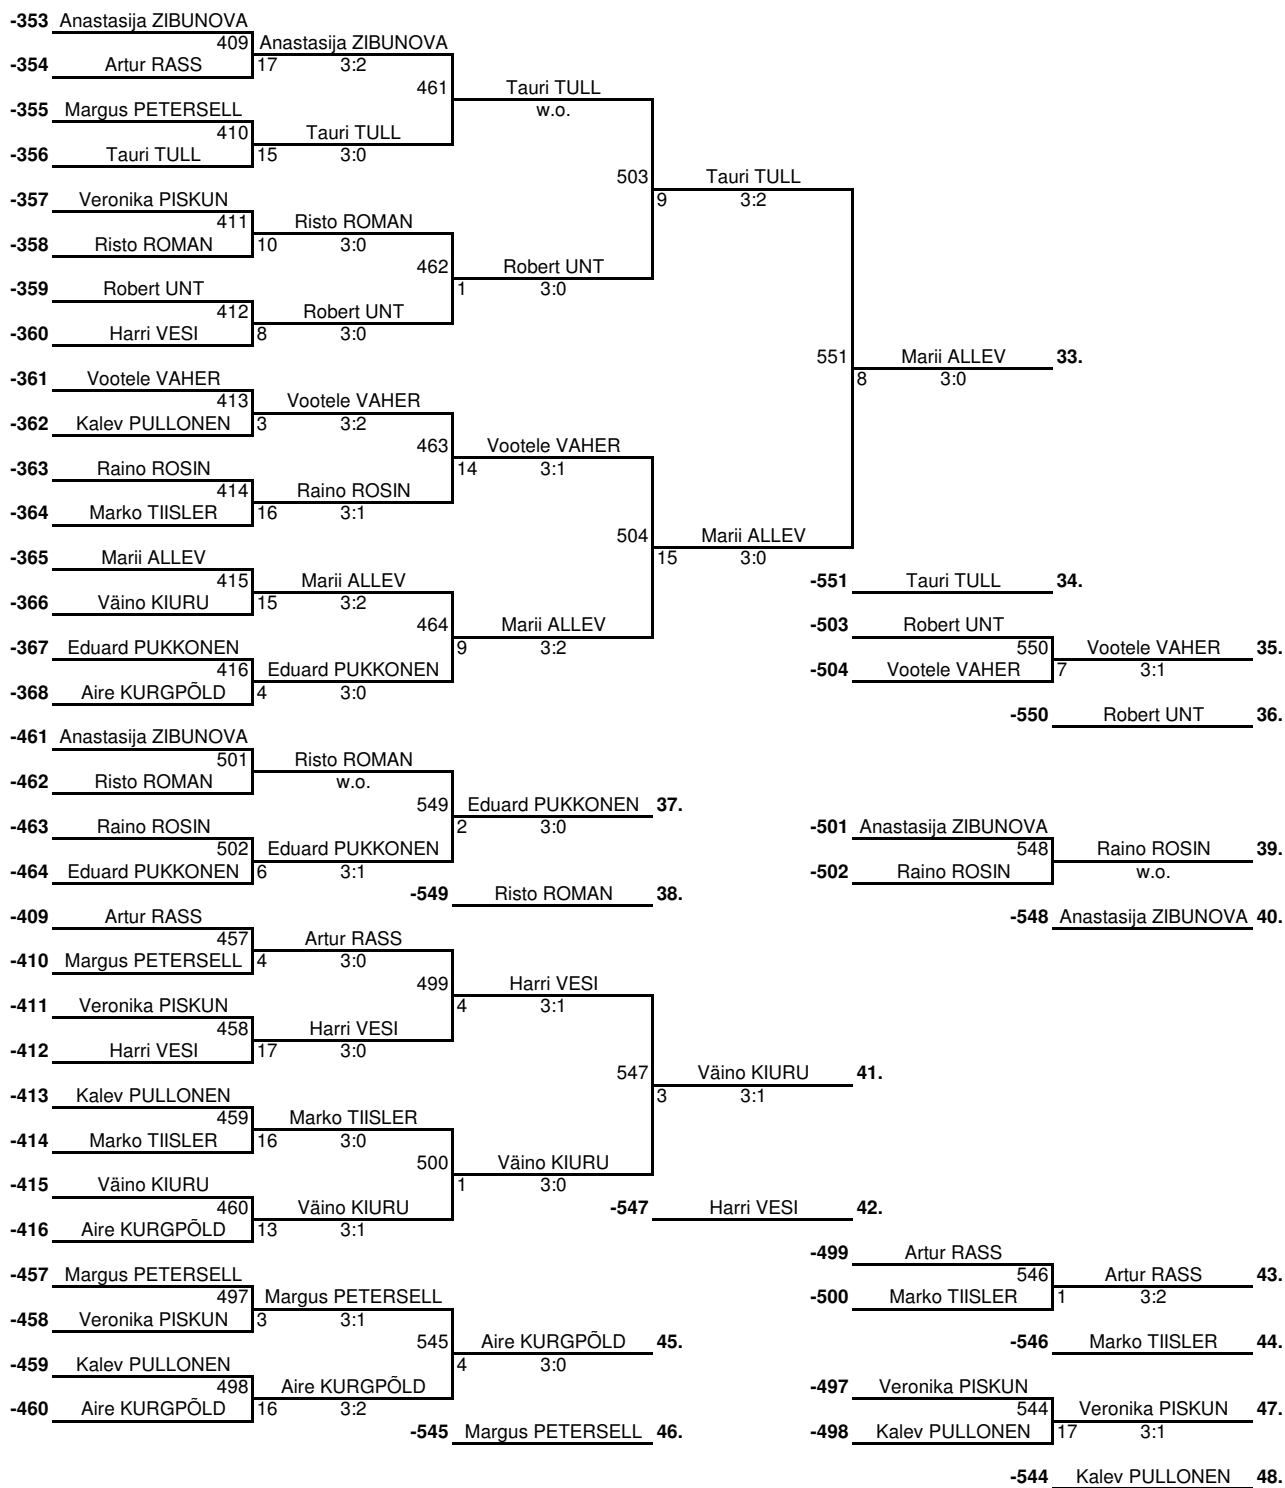 -353 Anastasija ZIBUNOVA
409 Anastasija ZIBUNOVA
-354 Artur RASS 17 3:2
461 Tauri TULL
w.o.
-355 Margus PETERSELL
410 Tauri TULL
-356 Tauri TULL 15 3:0
503 Tauri TULL
9 3:2
-357 Veronika PISKUN
411 Risto ROMAN
-358 Risto ROMAN 10 3:0
462 Robert UNT
1 3:0
-359 Robert UNT
412 Robert UNT
-360 Harri VESI 8 3:0
551 Marii ALLEV 33.
8 3:0
-361 Vootele VAHER
413 Vootele VAHER
-362 Kalev PULLONEN 3 3:2
463 Vootele VAHER
14 3:1
-363 Raino ROSIN
414 Raino ROSIN
-364 Marko TIISLER 16 3:1
504 Marii ALLEV
15 3:0
-365 Marii ALLEV
415 Marii ALLEV
-366 Väino KIURU 15 3:2
-551 Tauri TULL 34.
464 Marii ALLEV
9 3:2
-503 Robert UNT
-367 Eduard PUKKONEN
550 Vootele VAHER 35.
416 Eduard PUKKONEN
-504 Vootele VAHER 7 3:1
-368 Aire KURGPÕLD 4 3:0
-550 Robert UNT 36.
-461 Anastasija ZIBUNOVA
501 Risto ROMAN
-462 Risto ROMAN w.o.
549 Eduard PUKKONEN 37.
2 3:0
-463 Raino ROSIN
-501 Anastasija ZIBUNOVA
502 Eduard PUKKONEN
548 Raino ROSIN 39.
-464 Eduard PUKKONEN 6 3:1
-502 Raino ROSIN w.o.
-549 Risto ROMAN 38.
-548 Anastasija ZIBUNOVA 40.
-409 Artur RASS
457 Artur RASS
-410 Margus PETERSELL 4 3:0
499 Harri VESI
4 3:1
-411 Veronika PISKUN
458 Harri VESI
-412 Harri VESI 17 3:0
547 Väino KIURU 41.
3 3:1
-413 Kalev PULLONEN
459 Marko TIISLER
-414 Marko TIISLER 16 3:0
500 Väino KIURU
1 3:0
-415 Väino KIURU
460 Väino KIURU
-547 Harri VESI 42.
-416 Aire KURGPÕLD 13 3:1
-499 Artur RASS
-457 Margus PETERSELL
546 Artur RASS 43.
497 Margus PETERSELL
-500 Marko TIISLER 1 3:2
-458 Veronika PISKUN 3 3:1
545 Aire KURGPÕLD 45.
4 3:0
-546 Marko TIISLER 44.
-459 Kalev PULLONEN
498 Aire KURGPÕLD
-497 Veronika PISKUN
-460 Aire KURGPÕLD 16 3:2
544 Veronika PISKUN 47.
-545 Margus PETERSELL 46.
-498 Kalev PULLONEN 17 3:1
-544 Kalev PULLONEN 48.